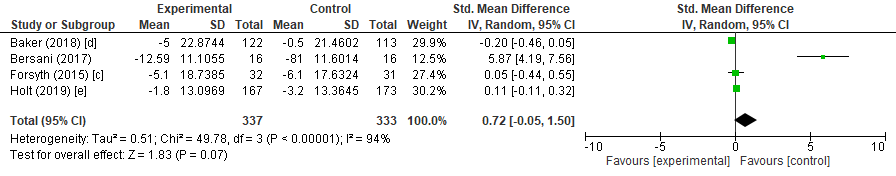 Experimental Control Std. Mean Difference Std. Mean Difference
Study or Subgroup Mean SD Total Mean SD Total Weight IV, Random, 95% CI IV, Random, 95% CI
Baker (2018) [d] -5 22.8744 122 -0.5 21.4602 113 29.9% -0.20 [-0.46, 0.05]
Bersani (2017) -12.59 11.1055 16 -81 11.6014 16 12.5% 5.87 [4.19, 7.56]
Forsyth (2015) [c] -5.1 18.7385 32 -6.1 17.6324 31 27.4% 0.05 [-0.44, 0.55]
Holt (2019) [e] -1.8 13.0969 167 -3.2 13.3645 173 30.2% 0.11 [-0.11, 0.32]
Total (95% CI) 337 333 100.0% 0.72 [-0.05, 1.50]
Heterogeneity: Tau² = 0.51; Chi² = 49.78, df = 3 (P < 0.00001); I² = 94%
Test for overall effect: Z = 1.83 (P = 0.07)
-10 -5 0 5 10
Favours [experimental] Favours [control]